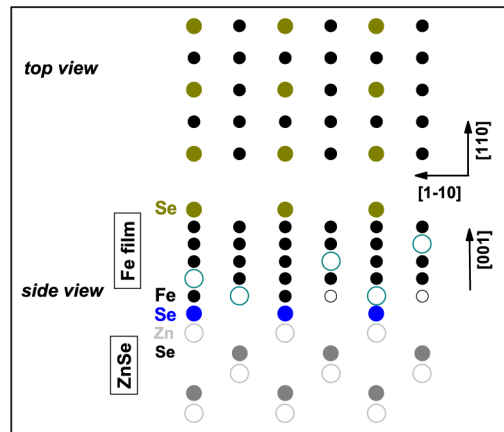 top view
[110]
[1-10]
Se
Fe film
[001]
side view
Fe
Se
Zn
Se
ZnSe